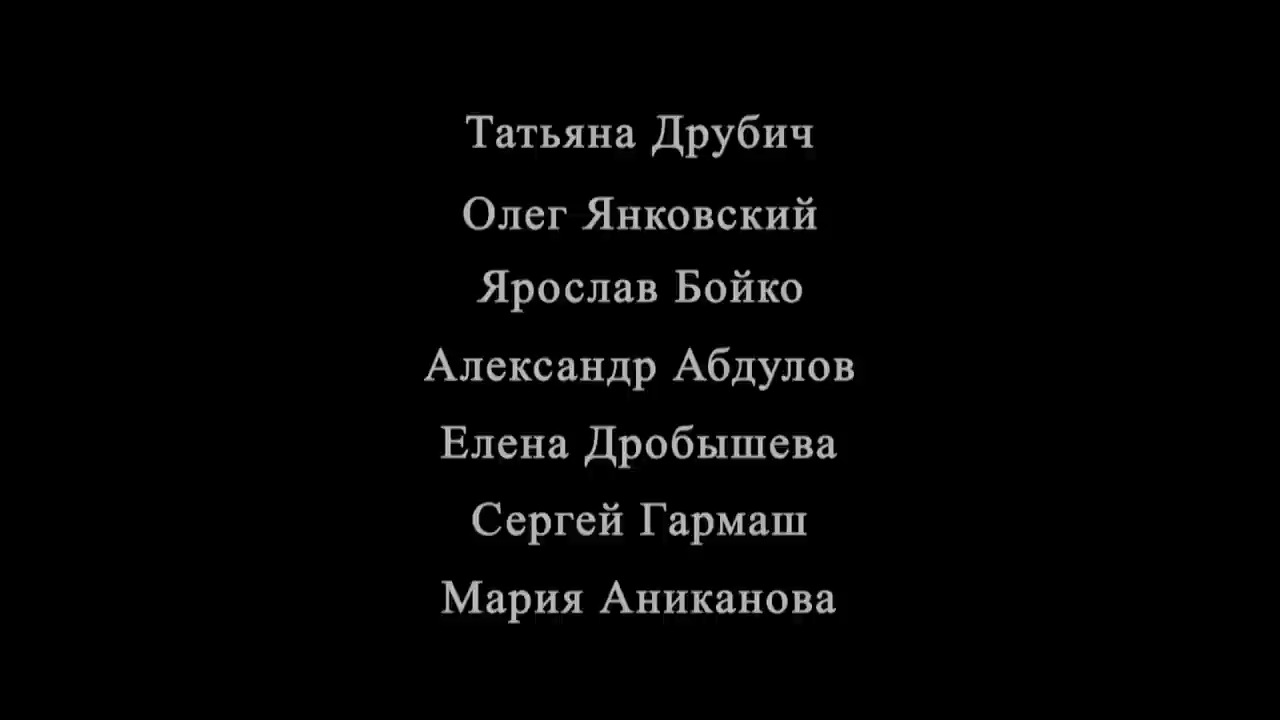 Татьяна Друбич
Олег Янковский
Ярослав Бойко
Александр Абдулов
Елена Дробышева
Сергей Гармаш
Мария Аниканова